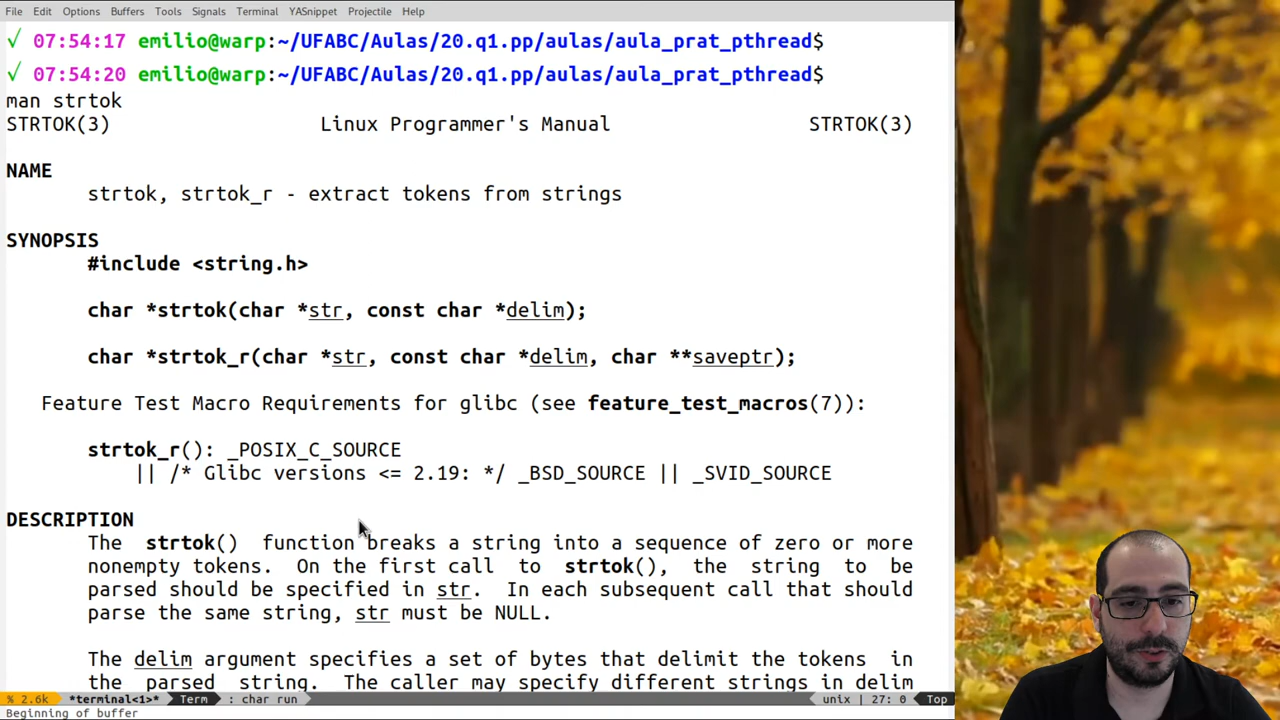 File Edit Options Buffers Tools Signals Terminal YASnippet Projectile Help
√ 07:54:17 emilio@warp:~/UFABC/Aulas/20.q1.pp/aulas/aula_prat_pthread$
√ 07:54:20 emilio@warp:~/UFABC/Aulas/20.q1.pp/aulas/aula_prat_pthread$
man strtok
STRTOK(3) Linux Programmer's Manual STRTOK(3)
NAME
strtok, strtok_r - extract tokens from strings
SYNOPSIS
#include <string.h>
char *strtok(char *str, const char *delim);
char *strtok_r(char *str, const char *delim, char **saveptr);
Feature Test Macro Requirements for glibc (see feature_test_macros(7)):
strtok_r(): _POSIX_C_SOURCE
|| /* Glibc versions <= 2.19: */ _BSD_SOURCE || _SVID_SOURCE
DESCRIPTION
The strtok() function breaks a string into a sequence of zero or more
nonempty tokens. On the first call to strtok(), the string to be
parsed should be specified in str. In each subsequent call that should
parse the same string, str must be NULL.
The delim argument specifies a set of bytes that delimit the tokens in
the parsed string. The caller may specify different strings in delim
% 2.6k *terminal<1>* Term : char run unix | 27: 0 Top
Beginning of buffer